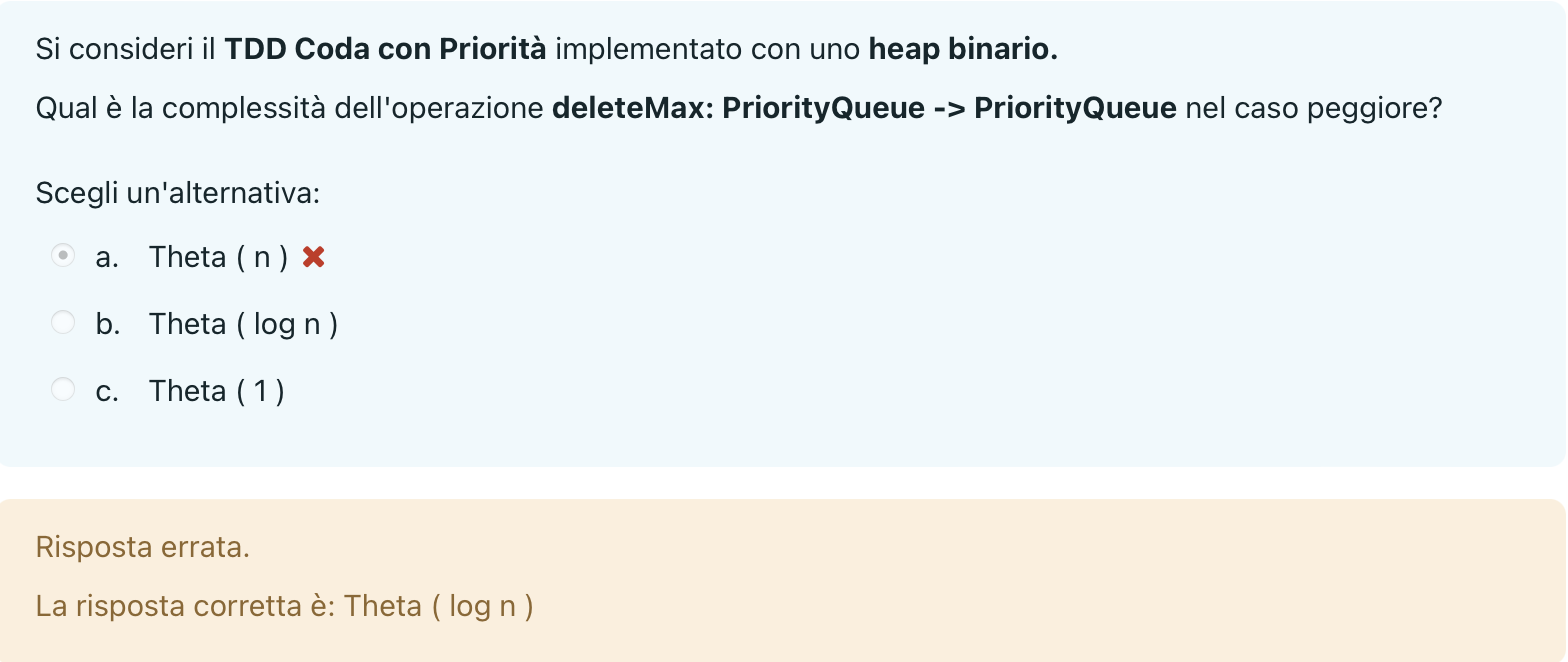 Si consideri il TDD Coda con Priorità implementato con uno heap binario.
Qual è la complessità dell'operazione deleteMax: PriorityQueue -> PriorityQueue nel caso peggiore?
Scegli un'alternativa:
a. Theta ( n )
b. Theta ( log n )
c. Theta ( 1 )
Risposta errata.
La risposta corretta è: Theta ( log n )